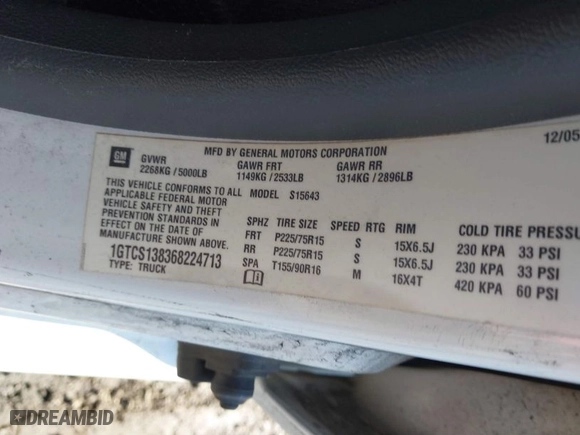 12/05
MFD BY GENERAL MOTORS CORPORATION
GM
GVWR GAWR FRT GAWR RR
2268KG / 5000LB 1149KG / 2533LB 1314KG / 2896LB
THIS VEHICLE CONFORMS TO ALL MODEL S15643
FEDERAL MOTOR
VEHICLE SAFETY AND THEFT
PREVENTION STANDARDS IN
EFFECT ON THE DATE OF
MANUFACTURE SHOWN ABOVE.
1GTCS138368224713
TYPE: TRUCK
SPHZ TIRE SIZE SPEED RTG RIM COLD TIRE PRESSU
FRT P225/75R15 S 15X6.5J 230 KPA 33 PSI
RR P225/75R15 S 15X6.5J 230 KPA 33 PSI
SPA T155/90R16 M 16X4T 420 KPA 60 PSI
DREAMBID